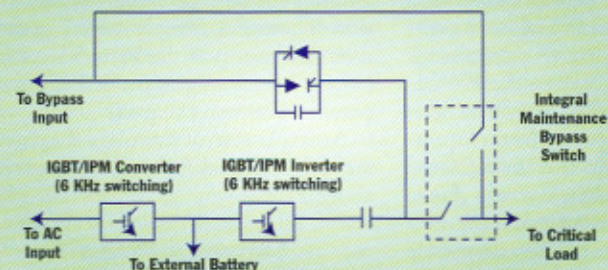 To Bypass
Input
Integral
Maintenance
Bypass
Switch
IGBT/IPM Converter
(6 KHz switching)
IGBT/IPM Inverter
(6 KHz switching)
To AC
Input
To External Battery
To Critical
Load